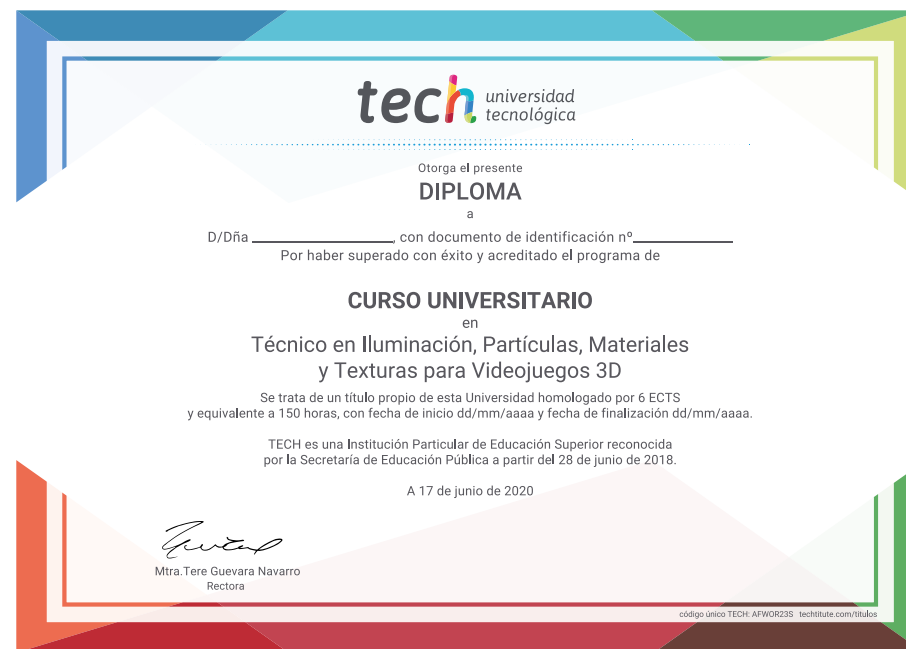 tech universidad
tecnológica
Otorga el presente
DIPLOMA
a
D/Dña ____________________, con documento de identificación nº______________
Por haber superado con éxito y acreditado el programa de
CURSO UNIVERSITARIO
en
Técnico en Iluminación, Partículas, Materiales
y Texturas para Videojuegos 3D
Se trata de un título propio de esta Universidad homologado por 6 ECTS
y equivalente a 150 horas, con fecha de inicio dd/mm/aaaa y fecha de finalización dd/mm/aaaa.
TECH es una Institución Particular de Educación Superior reconocida
por la Secretaría de Educación Pública a partir del 28 de junio de 2018.
A 17 de junio de 2020
Mtra.Tere Guevara Navarro
Rectora
código único TECH: AFWOR23S techtitute.com/titulos